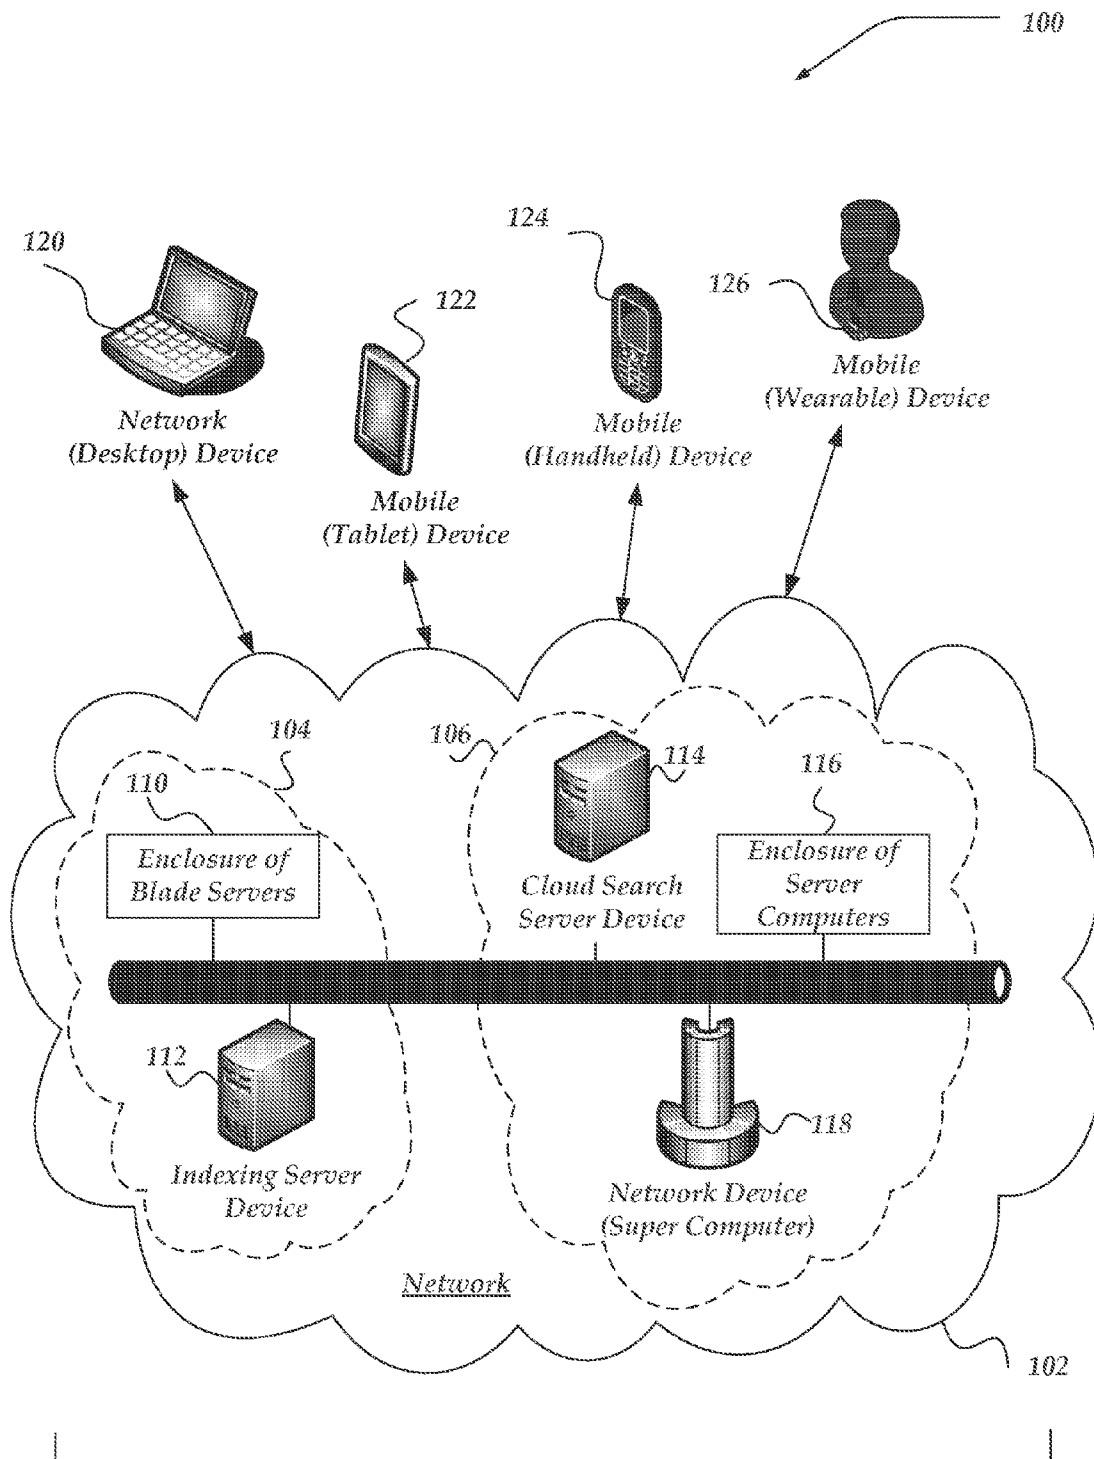 100
120
Network
(Desktop) Device
122
Mobile
(Tablet) Device
124
Mobile
(Handheld) Device
126
Mobile
(Wearable) Device
104
110
Enclosure of
Blade Servers
106
114
Cloud Search
Server Device
116
Enclosure of
Server
Computers
112
Indexing Server
Device
118
Network Device
(Super Computer)
Network
102